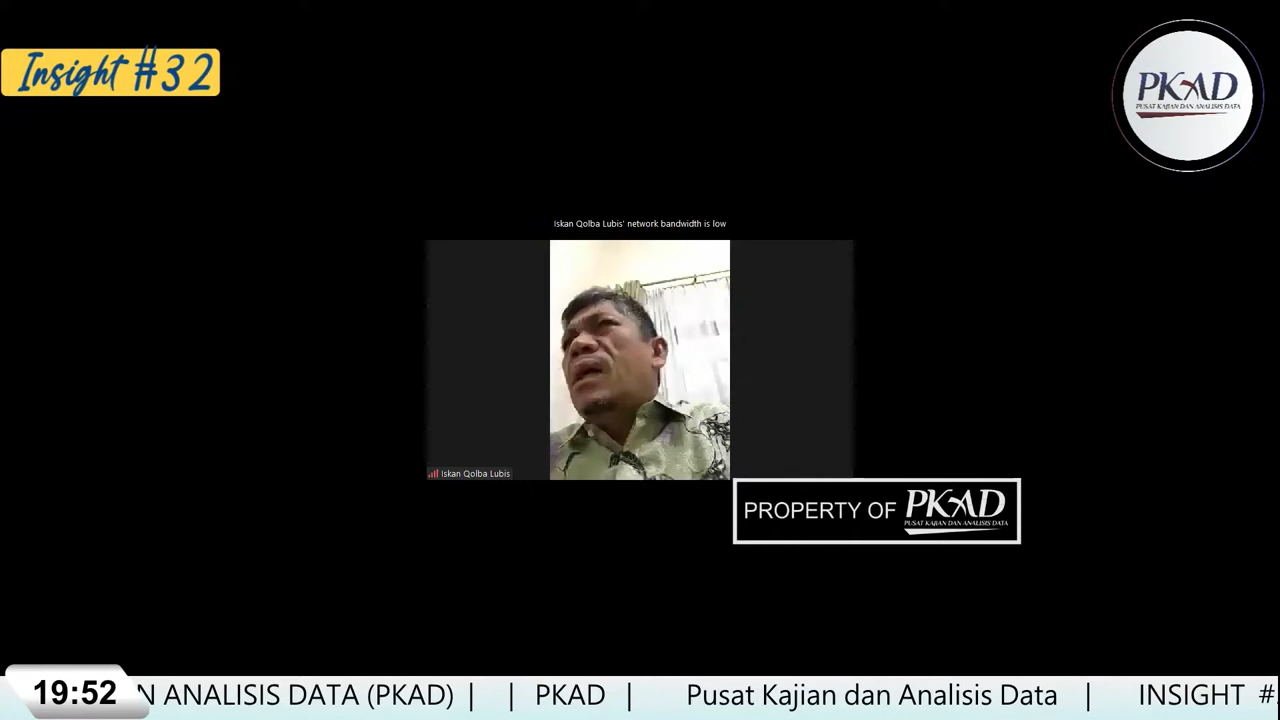 Insight #32
PKAD
PUSAT KAJIAN DAN ANALISIS DATA
Iskan Qolba Lubis' network bandwidth is low
Iskan Qolba Lubis
PROPERTY OF PKAD
PUSAT KAJIAN DAN ANALISIS DATA
19:52 N ANALISIS DATA (PKAD) | | PKAD | Pusat Kajian dan Analisis Data | INSIGHT #